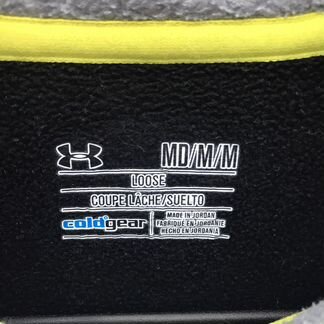 MD/M/M
LOOSE
COUPE LÂCHE/SUELTO
coldgear
MADE IN JORDAN
FABRIQUÉ EN JORDANIE
HECHO EN JORDANIA